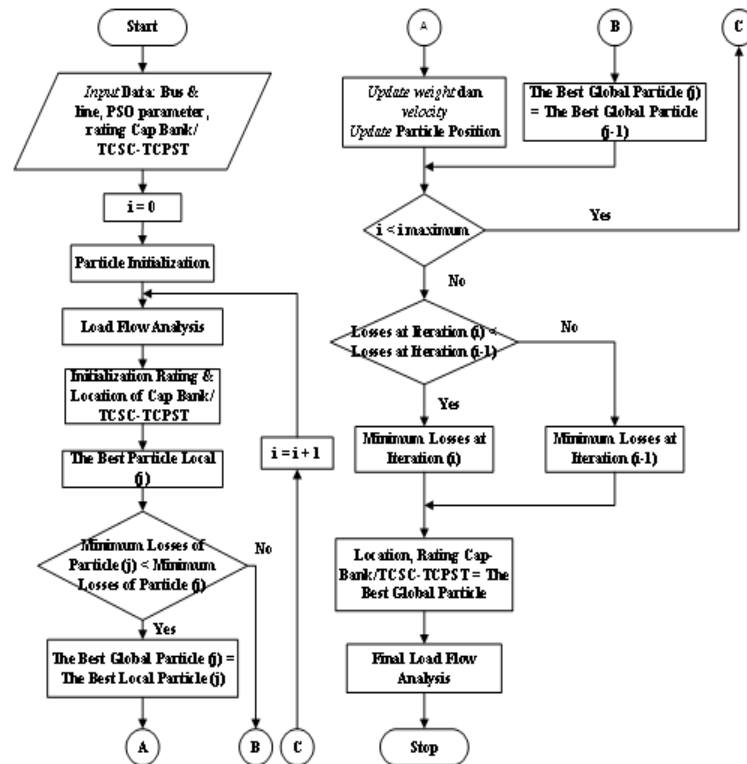 Start
Input Data: Bus &
line, PSO parameter,
rating Cap Bank/
TCSC-TCPST
i = 0
Particle Initialization
Load Flow Analysis
Initialization Rating &
Location of Cap Bank/
TCSC-TCPST
The Best Particle Local
(j)
Minimum Losses of
Particle (j) < Minimum
Losses of Particle (j)
No
Yes
The Best Global Particle (j) =
The Best Local Particle (j)
A
B
C
i = i + 1
A
B
C
Update weight dan
velocity
Update Particle Position
The Best Global Particle (j)
= The Best Global Particle
(j-1)
i < i maximum
Yes
No
Losses at Iteration (i) <
Losses at Iteration (i-1)
No
Yes
Minimum Losses at
Iteration (i)
Minimum Losses at
Iteration (i-1)
Location, Rating Cap-
Bank/TCSC-TCPST = The
Best Global Particle
Final Load Flow
Analysis
Stop